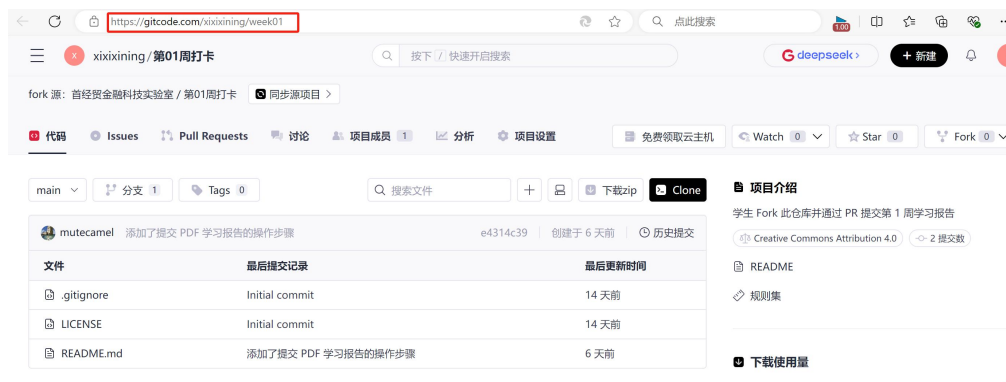 https://gitcode.com/xixixining/week01
点此搜索
1.00
X xixixining/第01周打卡
按下 / 快速开启搜索
deepseek >
+ 新建
fork 源：首经贸金融科技实验室 / 第01周打卡
同步源项目 >
代码 Issues Pull Requests 讨论 项目成员 1 分析 项目设置
免费领取云主机 Watch 0 Star 0 Fork 0
main 分支 1 Tags 0 搜索文件 下载zip Clone
mutecamel 添加了提交 PDF 学习报告的操作步骤 e4314c39 创建于 6 天前 历史提交
文件 最后提交记录 最后更新时间
.gitignore Initial commit 14 天前
LICENSE Initial commit 14 天前
README.md 添加了提交 PDF 学习报告的操作步骤 6 天前
项目介绍
学生 Fork 此仓库并通过 PR 提交第 1 周学习报告
Creative Commons Attribution 4.0 2 提交数
README
规则集
下载使用量